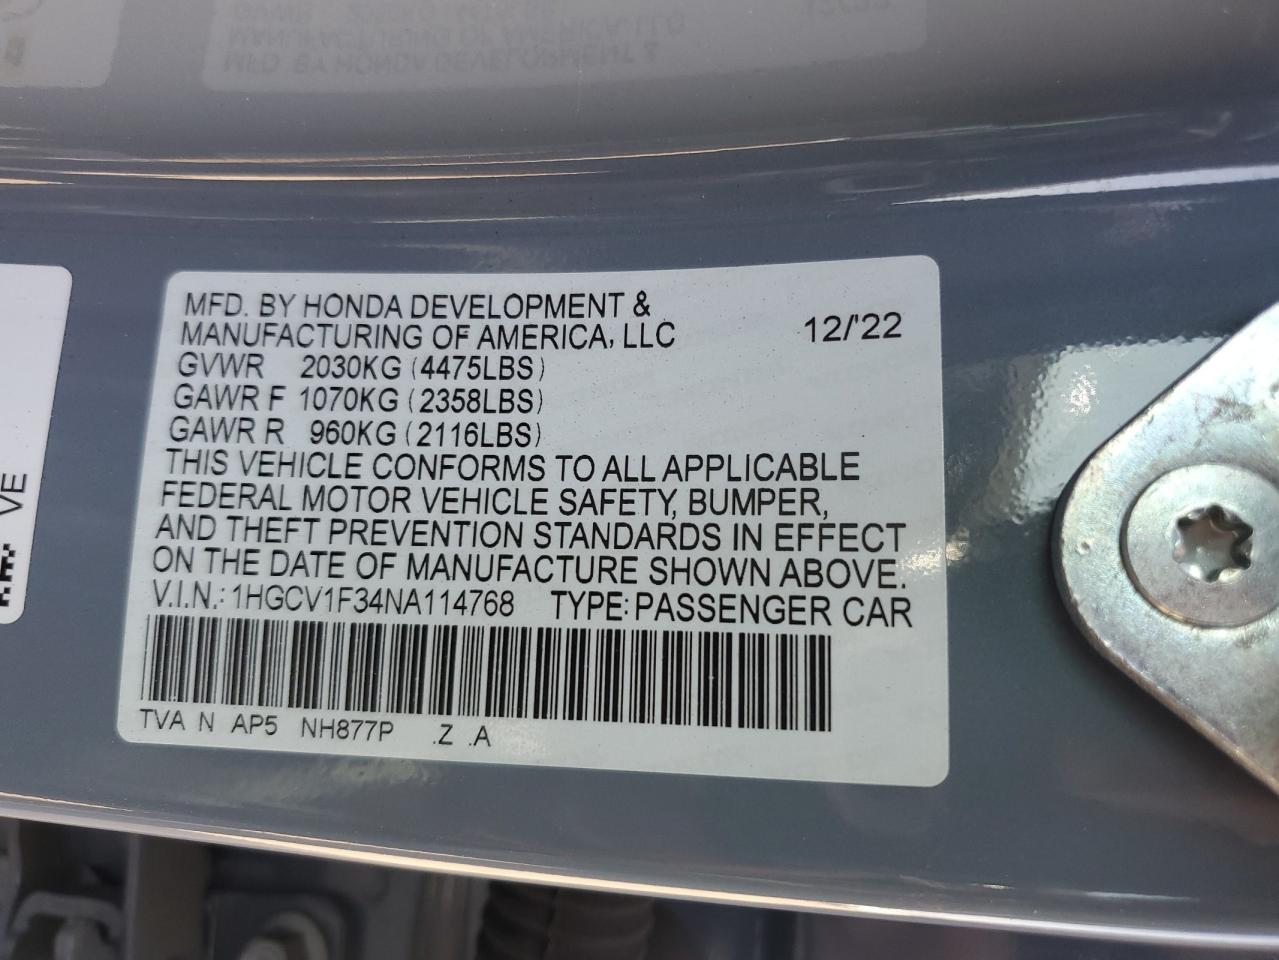 MFD. BY HONDA DEVELOPMENT &
MANUFACTURING OF AMERICA, LLC 12/'22
GVWR 2030KG (4475LBS)
GAWR F 1070KG (2358LBS)
GAWR R 960KG (2116LBS)
THIS VEHICLE CONFORMS TO ALL APPLICABLE
FEDERAL MOTOR VEHICLE SAFETY, BUMPER,
AND THEFT PREVENTION STANDARDS IN EFFECT
ON THE DATE OF MANUFACTURE SHOWN ABOVE.
V.I.N.: 1HGCV1F34NA114768 TYPE: PASSENGER CAR
TVA N AP5 NH877P .Z .A
VE